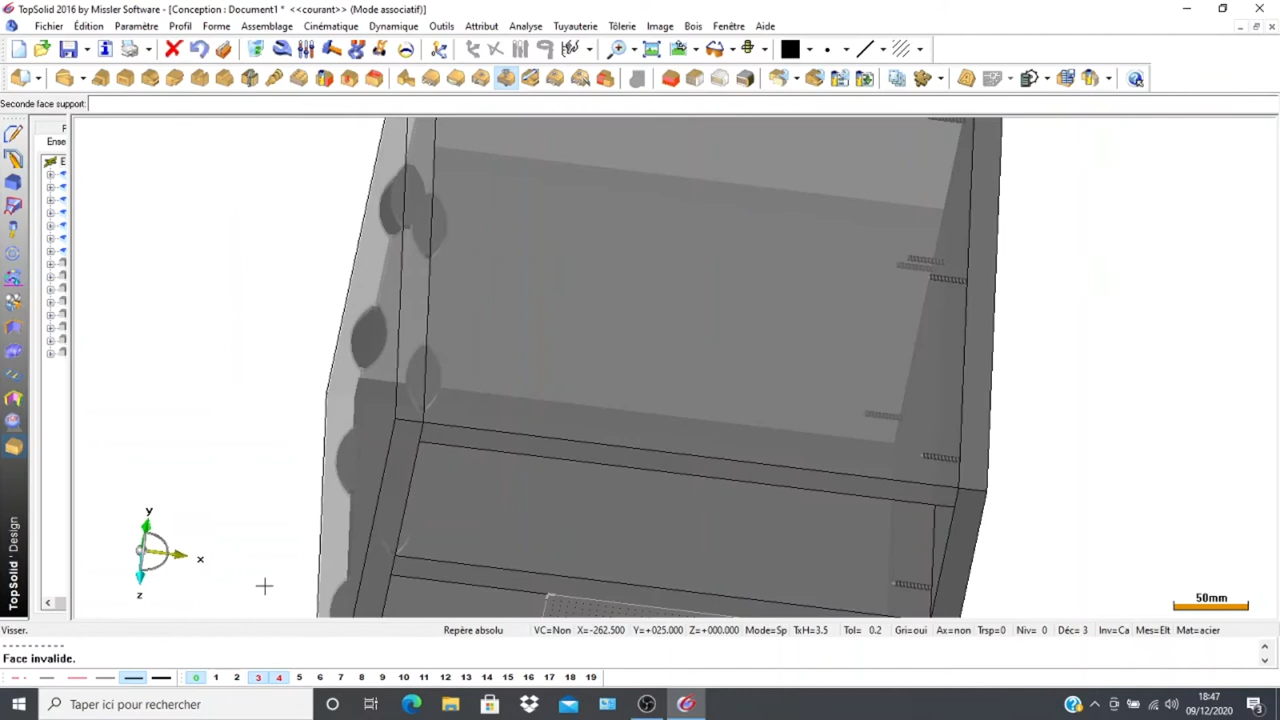 TopSolid 2016 by Missler Software - [Conception : Document1 * <<courant>> (Mode associatif)]
Fichier Édition Paramètre Profil Forme Assemblage Cinématique Dynamique Outils Attribut Analyse Tuyauterie Tôlerie Image Bois Fenêtre Aide
Seconde face support:
F
Ense
E
y
x
z
TopSolid'Design
50mm
Visser. Repère absolu VC=Non X=-262.500 Y=+025.000 Z=+000.000 Mode=Sp TxH=3.5 Tol= 0.2 Gri=oui Ax=non Trsp=0 Niv= 0 Déc= 3 Inv=Ca Mes=Elt Mat=acier
----------
Face invalide.
0 1 2 3 4 5 6 7 8 9 10 11 12 13 14 15 16 17 18 19
Taper ici pour rechercher
18:47
09/12/2020
3